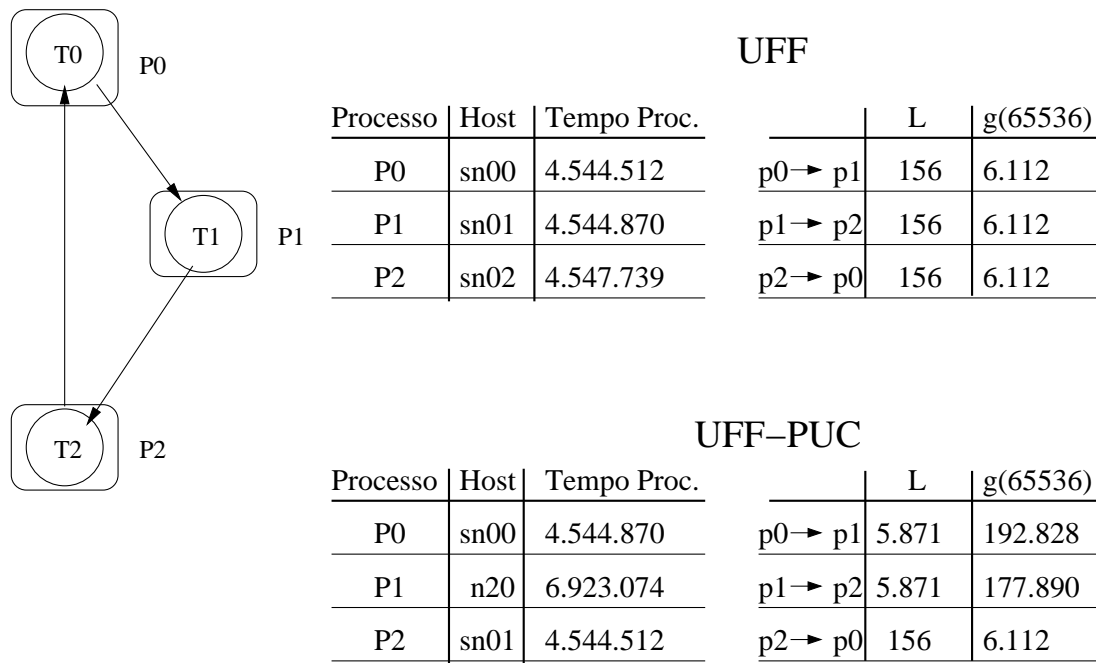 T0
P0
T1
P1
T2
P2
UFF
Processo Host Tempo Proc.
P0 sn00 4.544.512
P1 sn01 4.544.870
P2 sn02 4.547.739
L g(65536)
p0→ p1 156 6.112
p1→ p2 156 6.112
p2→ p0 156 6.112
UFF−PUC
Processo Host Tempo Proc.
P0 sn00 4.544.870
P1 n20 6.923.074
P2 sn01 4.544.512
L g(65536)
p0→ p1 5.871 192.828
p1→ p2 5.871 177.890
p2→ p0 156 6.112